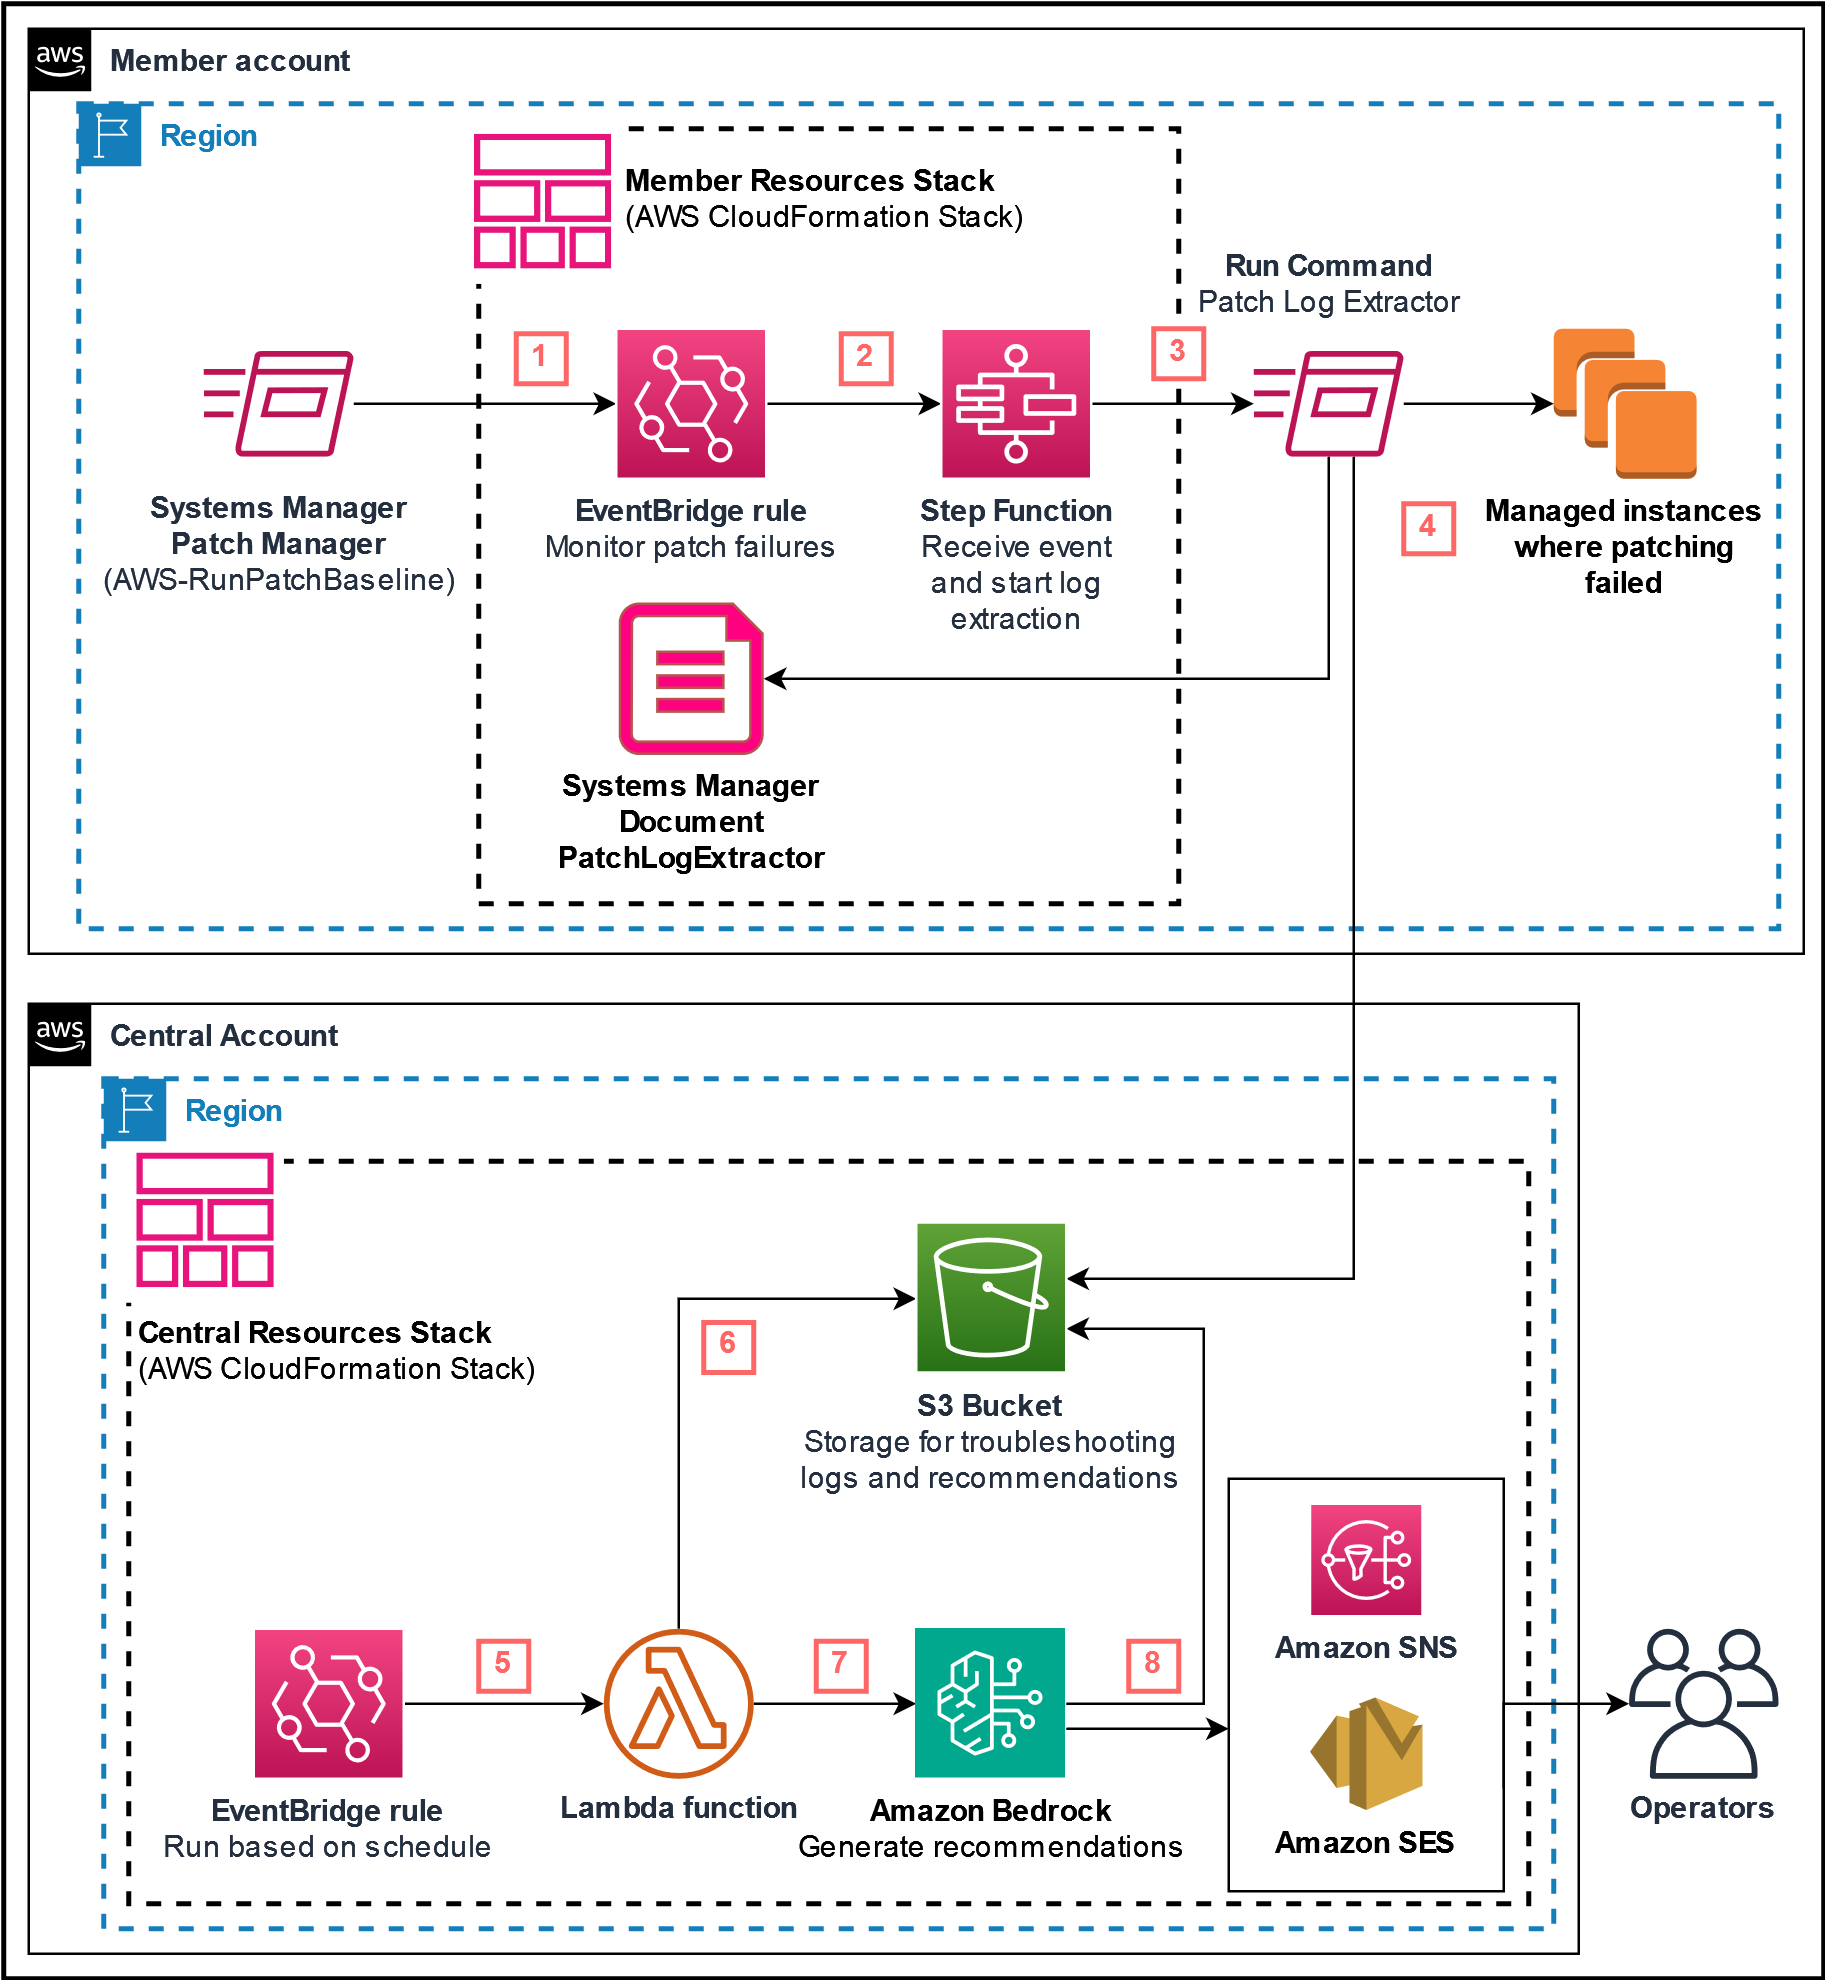 aws
Member account
Region
Member Resources Stack
(AWS CloudFormation Stack)
Run Command
Patch Log Extractor
1
2
3
Systems Manager
Patch Manager
(AWS-RunPatchBaseline)
EventBridge rule
Monitor patch failures
Step Function
Receive event
and start log
extraction
4
Managed instances
where patching
failed
Systems Manager
Document
PatchLogExtractor
aws
Central Account
Region
Central Resources Stack
(AWS CloudFormation Stack)
6
S3 Bucket
Storage for troubleshooting
logs and recommendations
5
7
8
Amazon SNS
EventBridge rule
Run based on schedule
Lambda function
Amazon Bedrock
Generate recommendations
Amazon SES
Operators